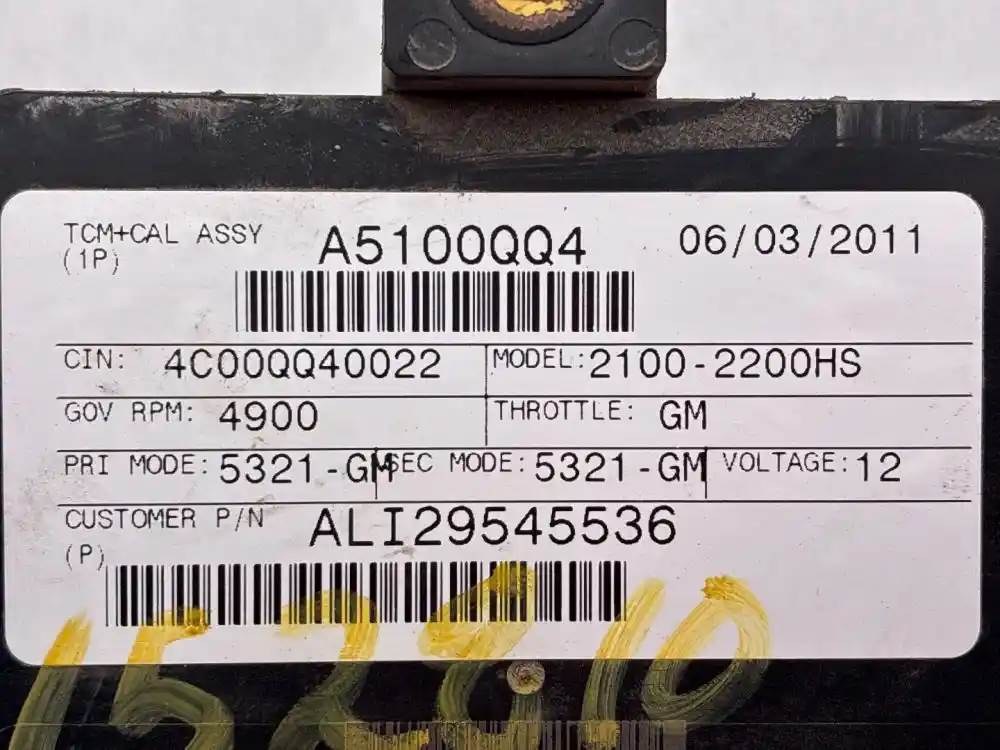 TCM+CAL ASSY A5100QQ4 06/03/2011
(1P)
CIN: 4C00QQ40022 MODEL: 2100-2200HS
GOV RPM: 4900 THROTTLE: GM
PRI MODE: 5321-GM SEC MODE: 5321-GM VOLTAGE: 12
CUSTOMER P/N ALI29545536
(P)